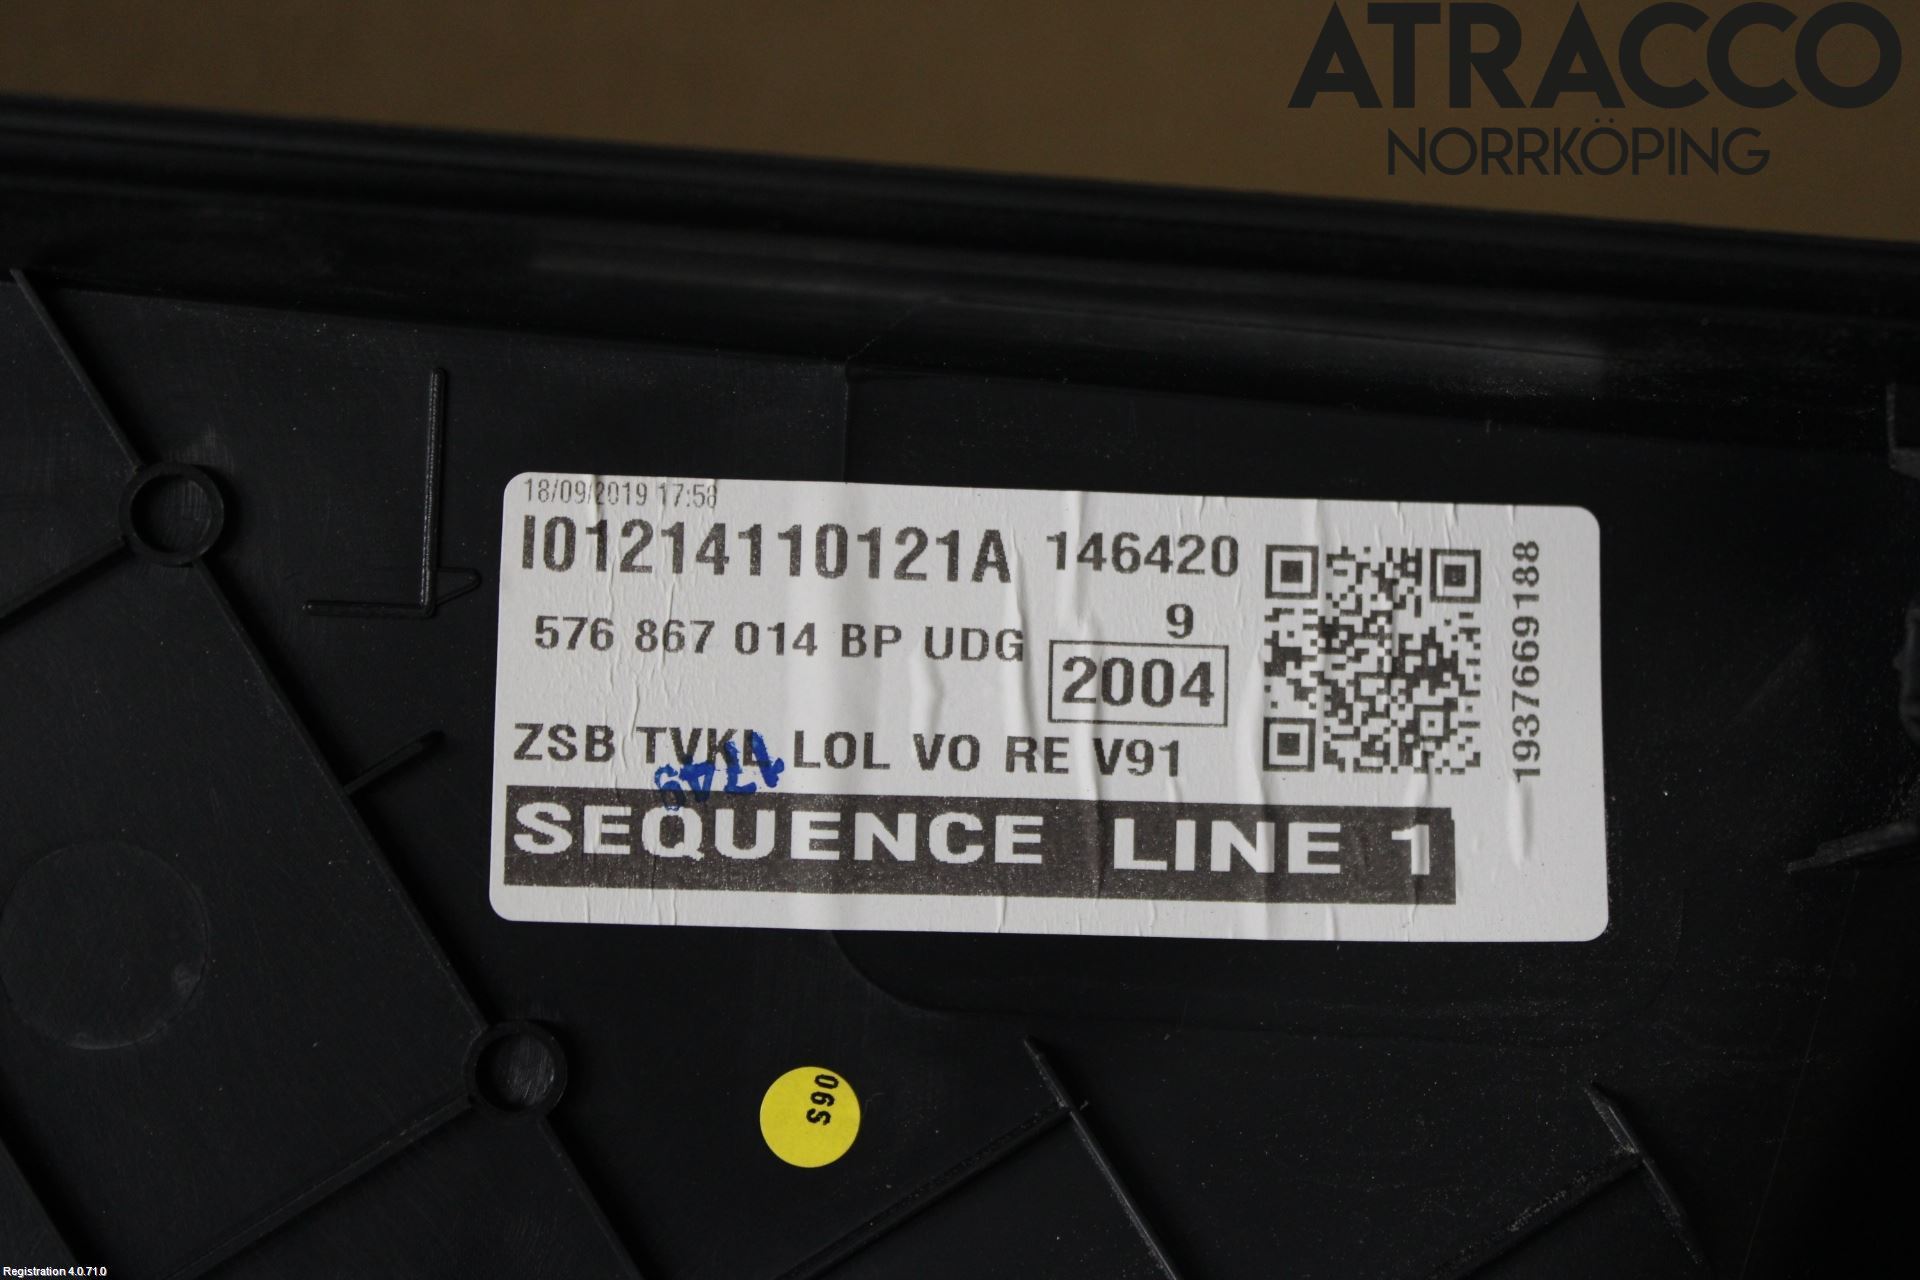 ATRACCO
NORRKÖPING
18/09/2019 17:58
I01214110121A 146420
9
576 867 014 BP UDG
2004
ZSB TVKL LOL VO RE V91
1749
SEQUENCE LINE 1
1937669188
S90
Registration 4.0.71.0